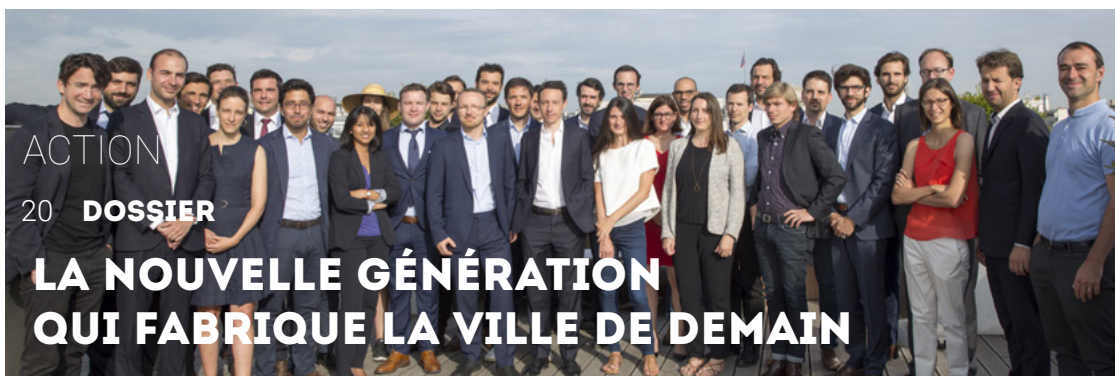 ACTION
20 DOSSIER >
LA NOUVELLE GÉNÉRATION
QUI FABRIQUE LA VILLE DE DEMAIN